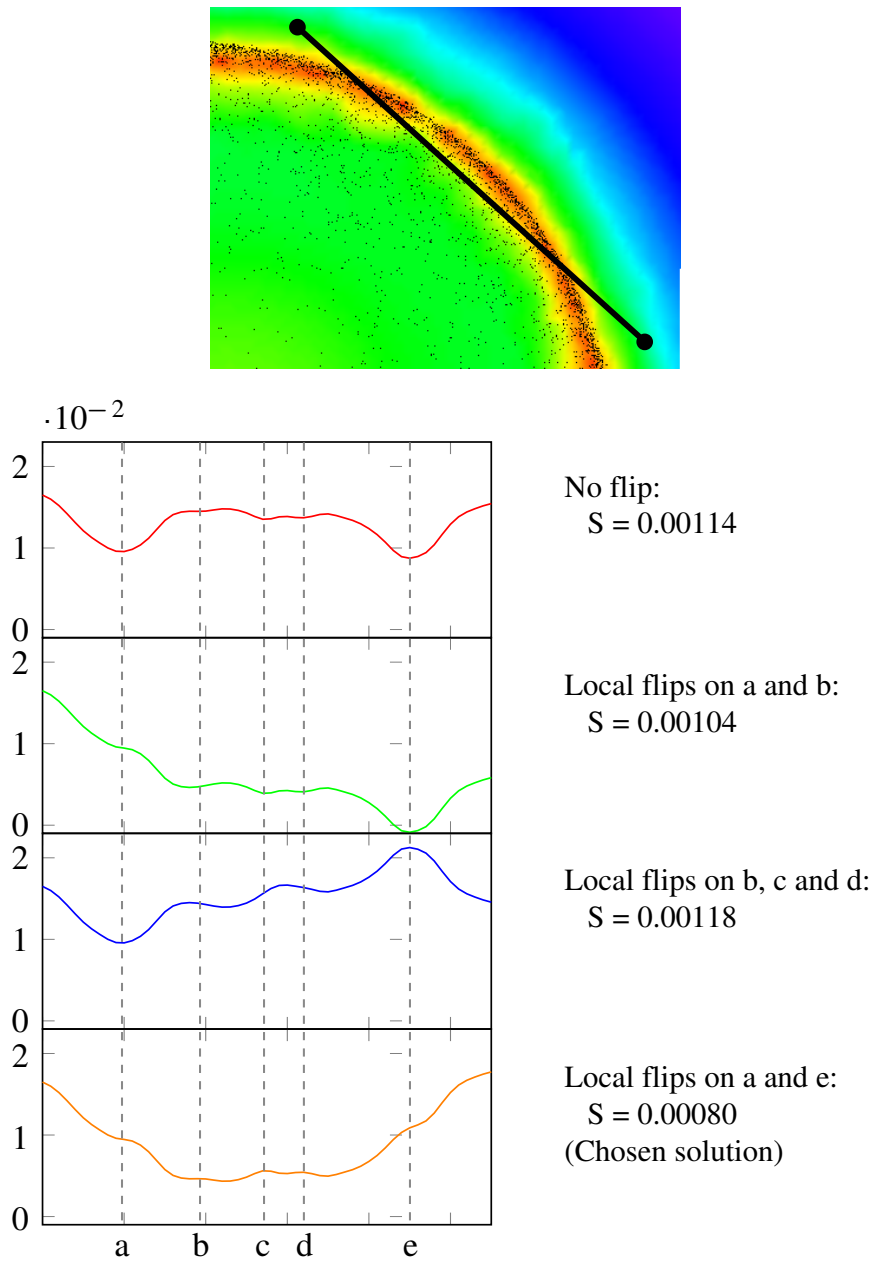 ·10−2
2
1
0
No flip:
S = 0.00114
2
1
0
Local flips on a and b:
S = 0.00104
2
1
0
Local flips on b, c and d:
S = 0.00118
2
1
0
Local flips on a and e:
S = 0.00080
(Chosen solution)
a b c d e